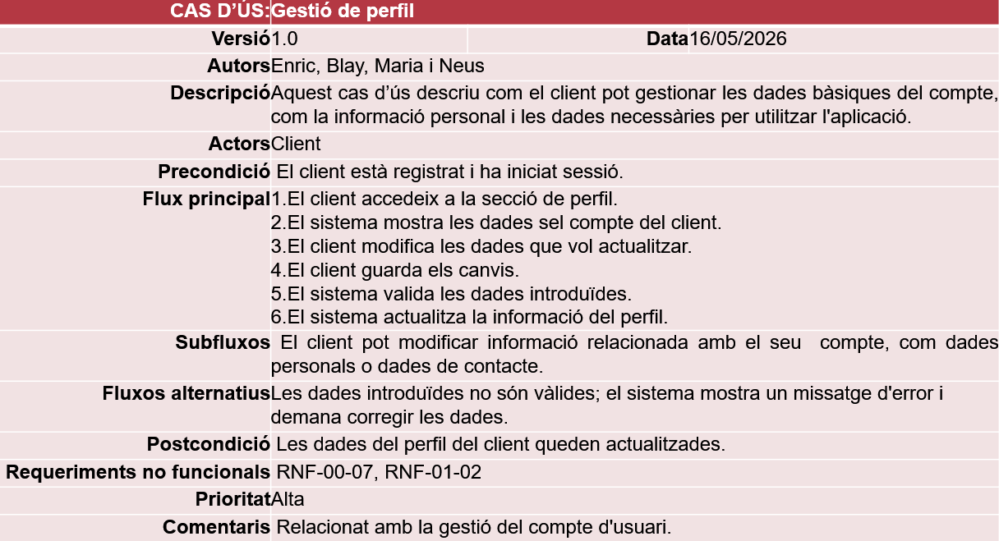 CAS D’ÚS: Gestió de perfil
Versió 1.0 Data 16/05/2026
Autors Enric, Blay, Maria i Neus
Descripció Aquest cas d’ús descriu com el client pot gestionar les dades bàsiques del compte,
com la informació personal i les dades necessàries per utilitzar l'aplicació.
Actors Client
Precondició El client està registrat i ha iniciat sessió.
Flux principal 1.El client accedeix a la secció de perfil.
2.El sistema mostra les dades sel compte del client.
3.El client modifica les dades que vol actualitzar.
4.El client guarda els canvis.
5.El sistema valida les dades introduïdes.
6.El sistema actualitza la informació del perfil.
Subfluxos El client pot modificar informació relacionada amb el seu compte, com dades
personals o dades de contacte.
Fluxos alternatius Les dades introduïdes no són vàlides; el sistema mostra un missatge d'error i
demana corregir les dades.
Postcondició Les dades del perfil del client queden actualitzades.
Requeriments no funcionals RNF-00-07, RNF-01-02
Prioritat Alta
Comentaris Relacionat amb la gestió del compte d'usuari.